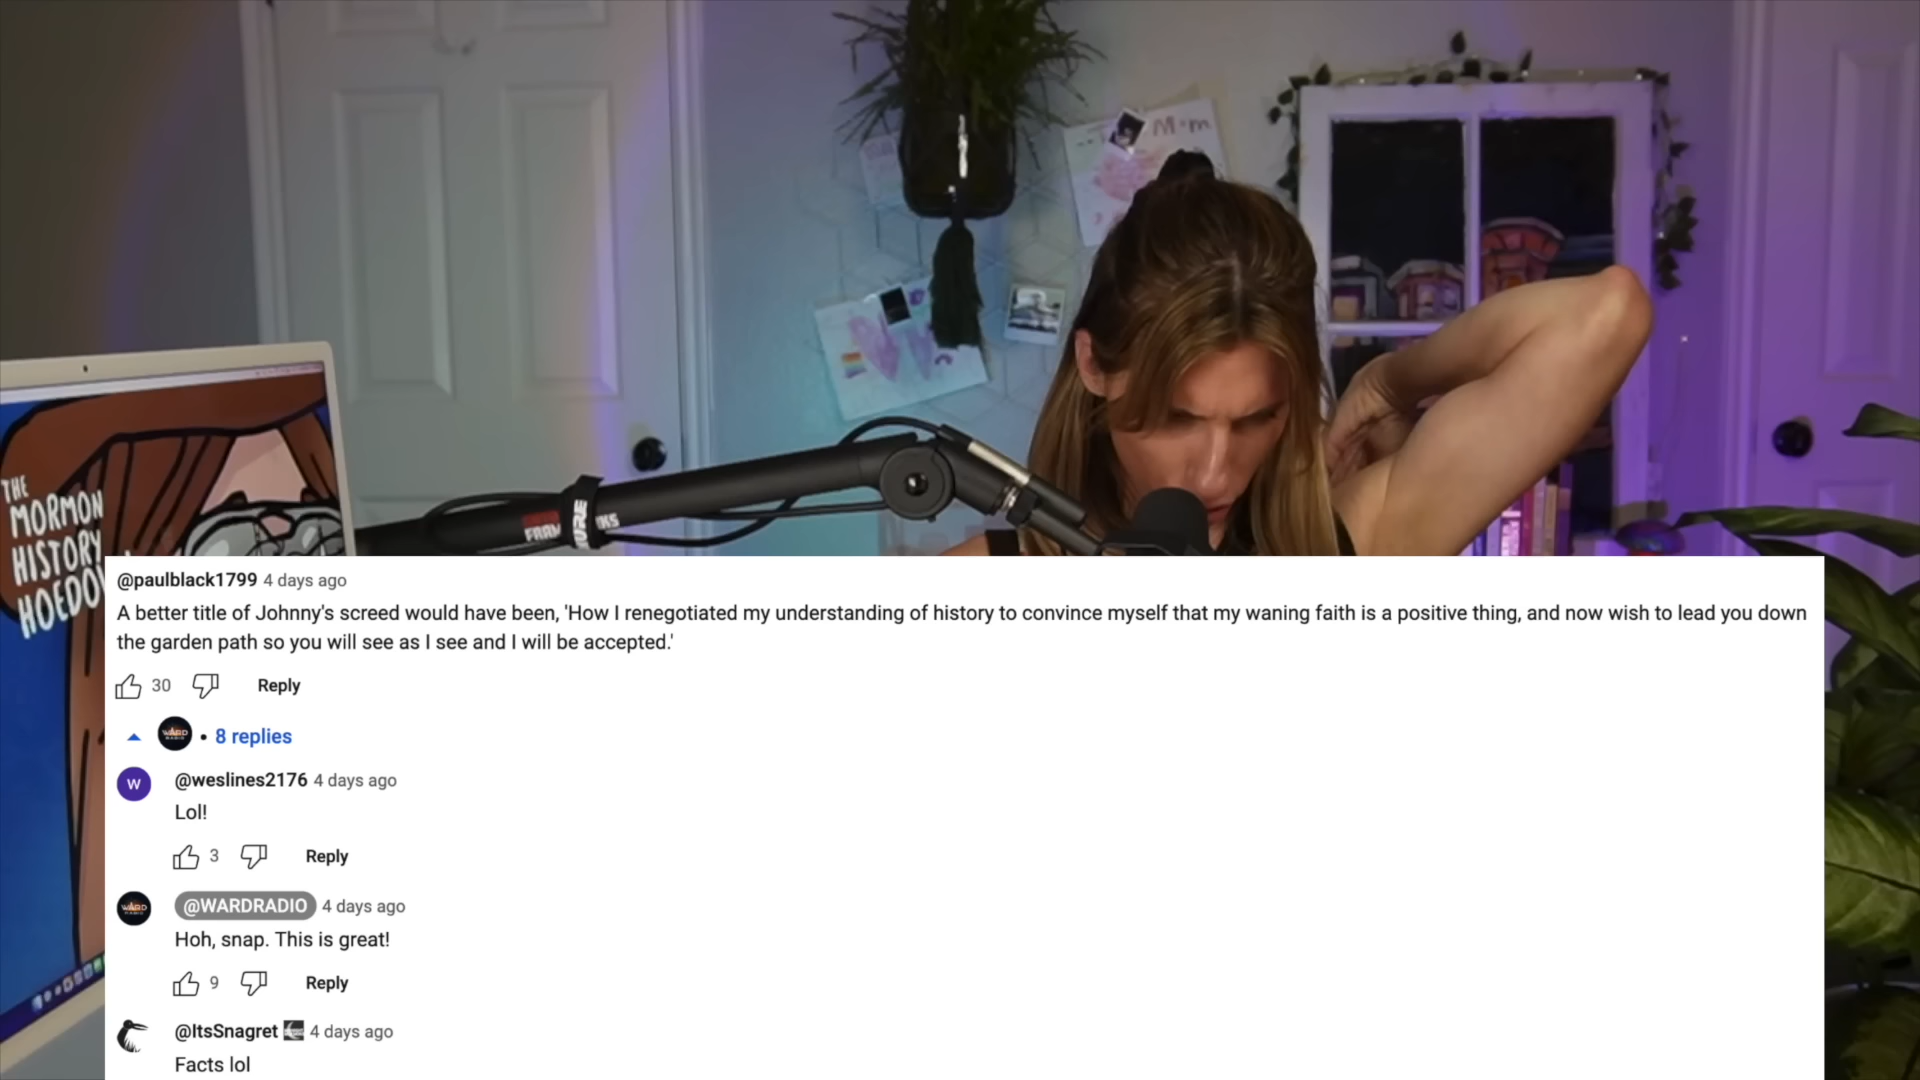 M m
THE
MORMON
HISTORY
@paulblack1799 4 days ago
A better title of Johnny's screed would have been, 'How I renegotiated my understanding of history to convince myself that my waning faith is a positive thing, and now wish to lead you down
the garden path so you will see as I see and I will be accepted.'
30 Reply
WARD
RADIO
8 replies
W
@weslines2176 4 days ago
Lol!
3 Reply
WARD
RADIO
@WARDRADIO 4 days ago
Hoh, snap. This is great!
9 Reply
@ItsSnagret 4 days ago
Facts lol